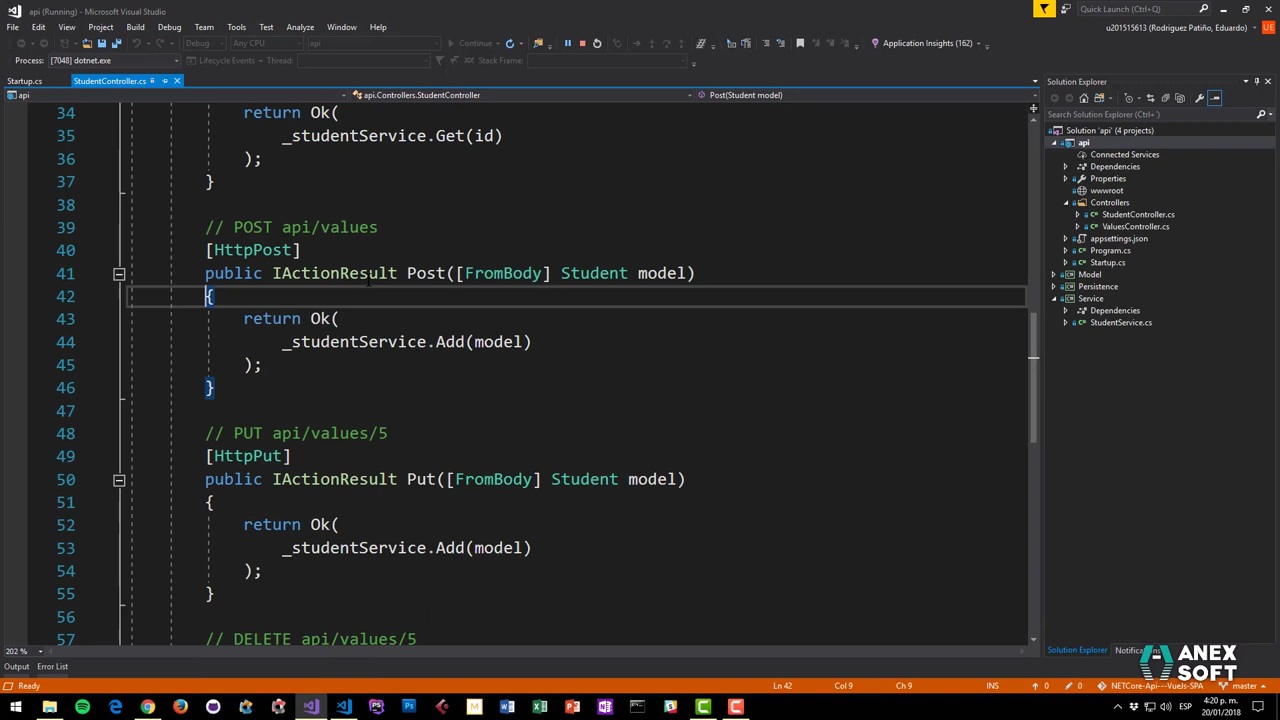 api (Running) - Microsoft Visual Studio
Quick Launch (Ctrl+Q)
File Edit View Project Build Debug Team Tools Test Analyze Window Help
u201515613 (Rodriguez Patiño, Eduardo)
Debug Any CPU api Continue Application Insights (162)
Process: [7048] dotnet.exe Lifecycle Events Thread: Stack Frame:
Startup.cs StudentController.cs
api api.Controllers.StudentController Post(Student model)
34 return Ok(
35 _studentService.Get(id)
36 );
37 }
38
39 // POST api/values
40 [HttpPost]
41 public IActionResult Post([FromBody] Student model)
42 {
43 return Ok(
44 _studentService.Add(model)
45 );
46 }
47
48 // PUT api/values/5
49 [HttpPut]
50 public IActionResult Put([FromBody] Student model)
51 {
52 return Ok(
53 _studentService.Add(model)
54 );
55 }
56
57 // DELETE api/values/5
202 %
Solution Explorer
Search Solution Explorer (Ctrl+´)
Solution 'api' (4 projects)
api
Connected Services
Dependencies
Properties
wwwroot
Controllers
StudentController.cs
ValuesController.cs
appsettings.json
Program.cs
Startup.cs
Model
Persistence
Service
Dependencies
StudentService.cs
Solution Explorer
ANEX
SOFT
Output Error List
Ready Ln 42 Col 9 Ch 9 INS 0 0 NETCore-Api---VueJs-SPA master
ESP 4:20 p. m. 20/01/2018